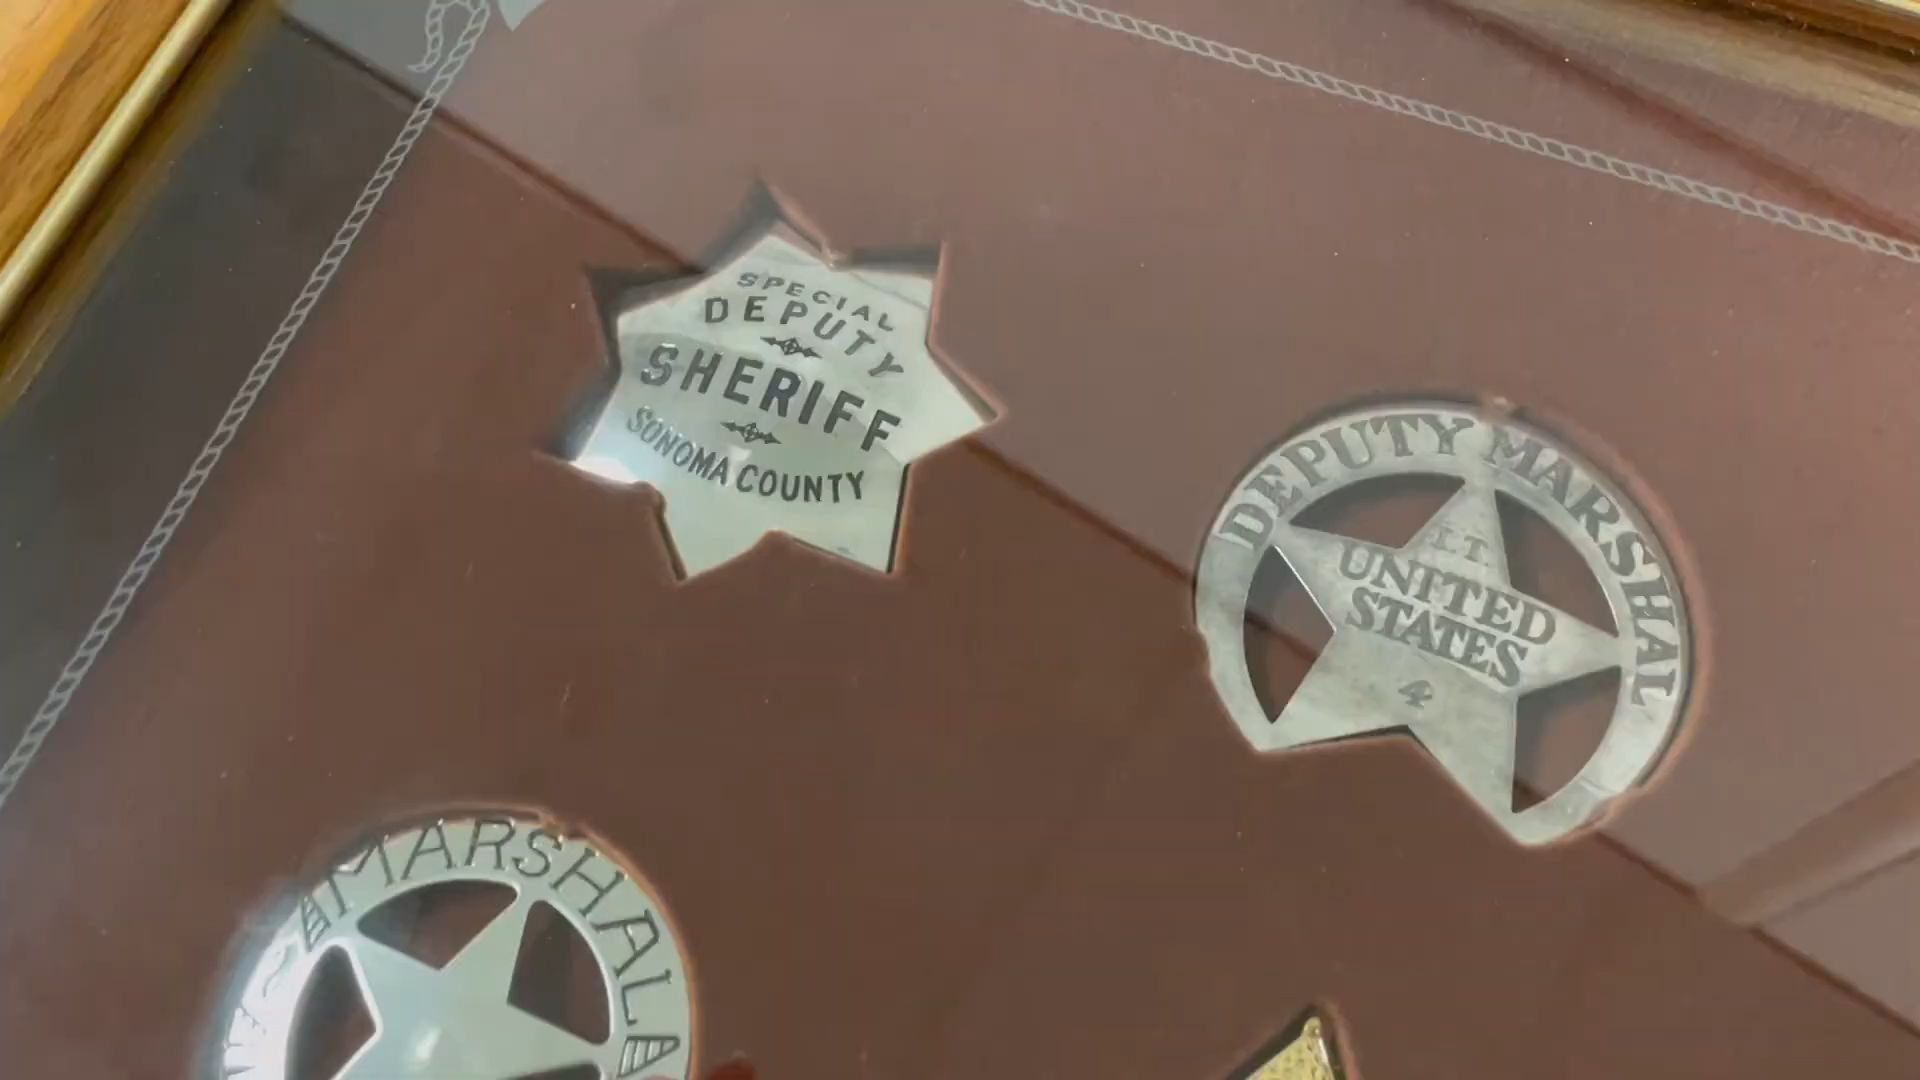 SPECIAL
DEPUTY
SHERIFF
SONOMA COUNTY
DEPUTY MARSHAL
I.T.
UNITED
STATES
4
MARSHAL